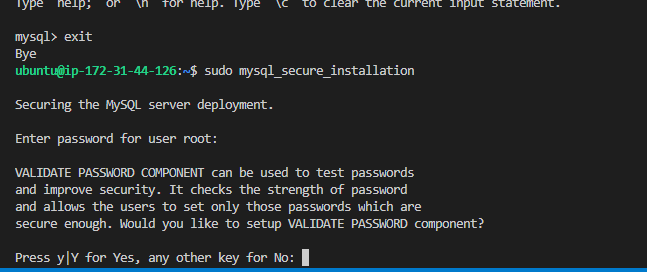 Type 'help;' or '\h' for help. Type '\c' to clear the current input statement.
mysql> exit
Bye
ubuntu@ip-172-31-44-126:~$ sudo mysql_secure_installation
Securing the MySQL server deployment.
Enter password for user root:
VALIDATE PASSWORD COMPONENT can be used to test passwords
and improve security. It checks the strength of password
and allows the users to set only those passwords which are
secure enough. Would you like to setup VALIDATE PASSWORD component?
Press y|Y for Yes, any other key for No: